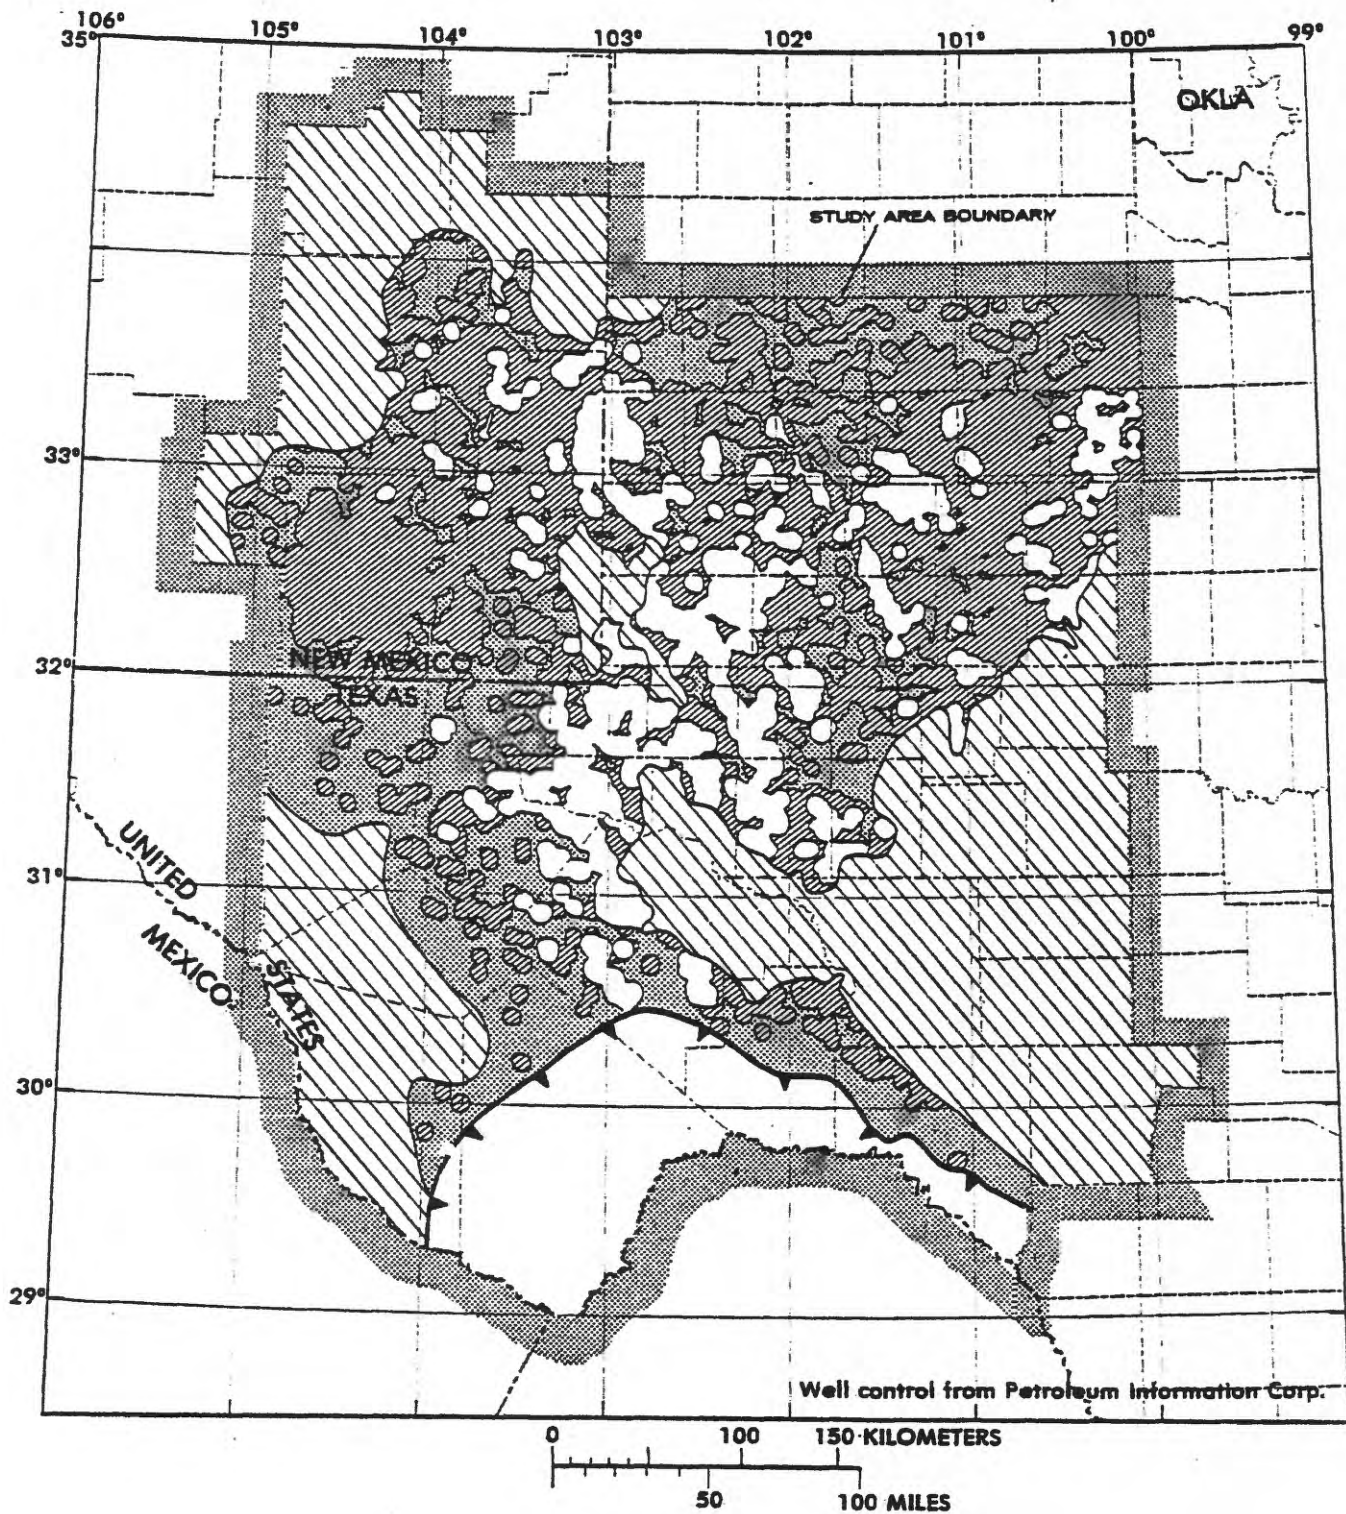 106°
105°
104°
103°
102°
101°
100°
99°
35°
OKLA
STUDY AREA BOUNDARY
33°
32°
NEW MEXICO
TEXAS
31°
UNITED
STATES
MEXICO
30°
29°
Well control from Petroleum Information Corp.
0 100 150 KILOMETERS
50 100 MILES